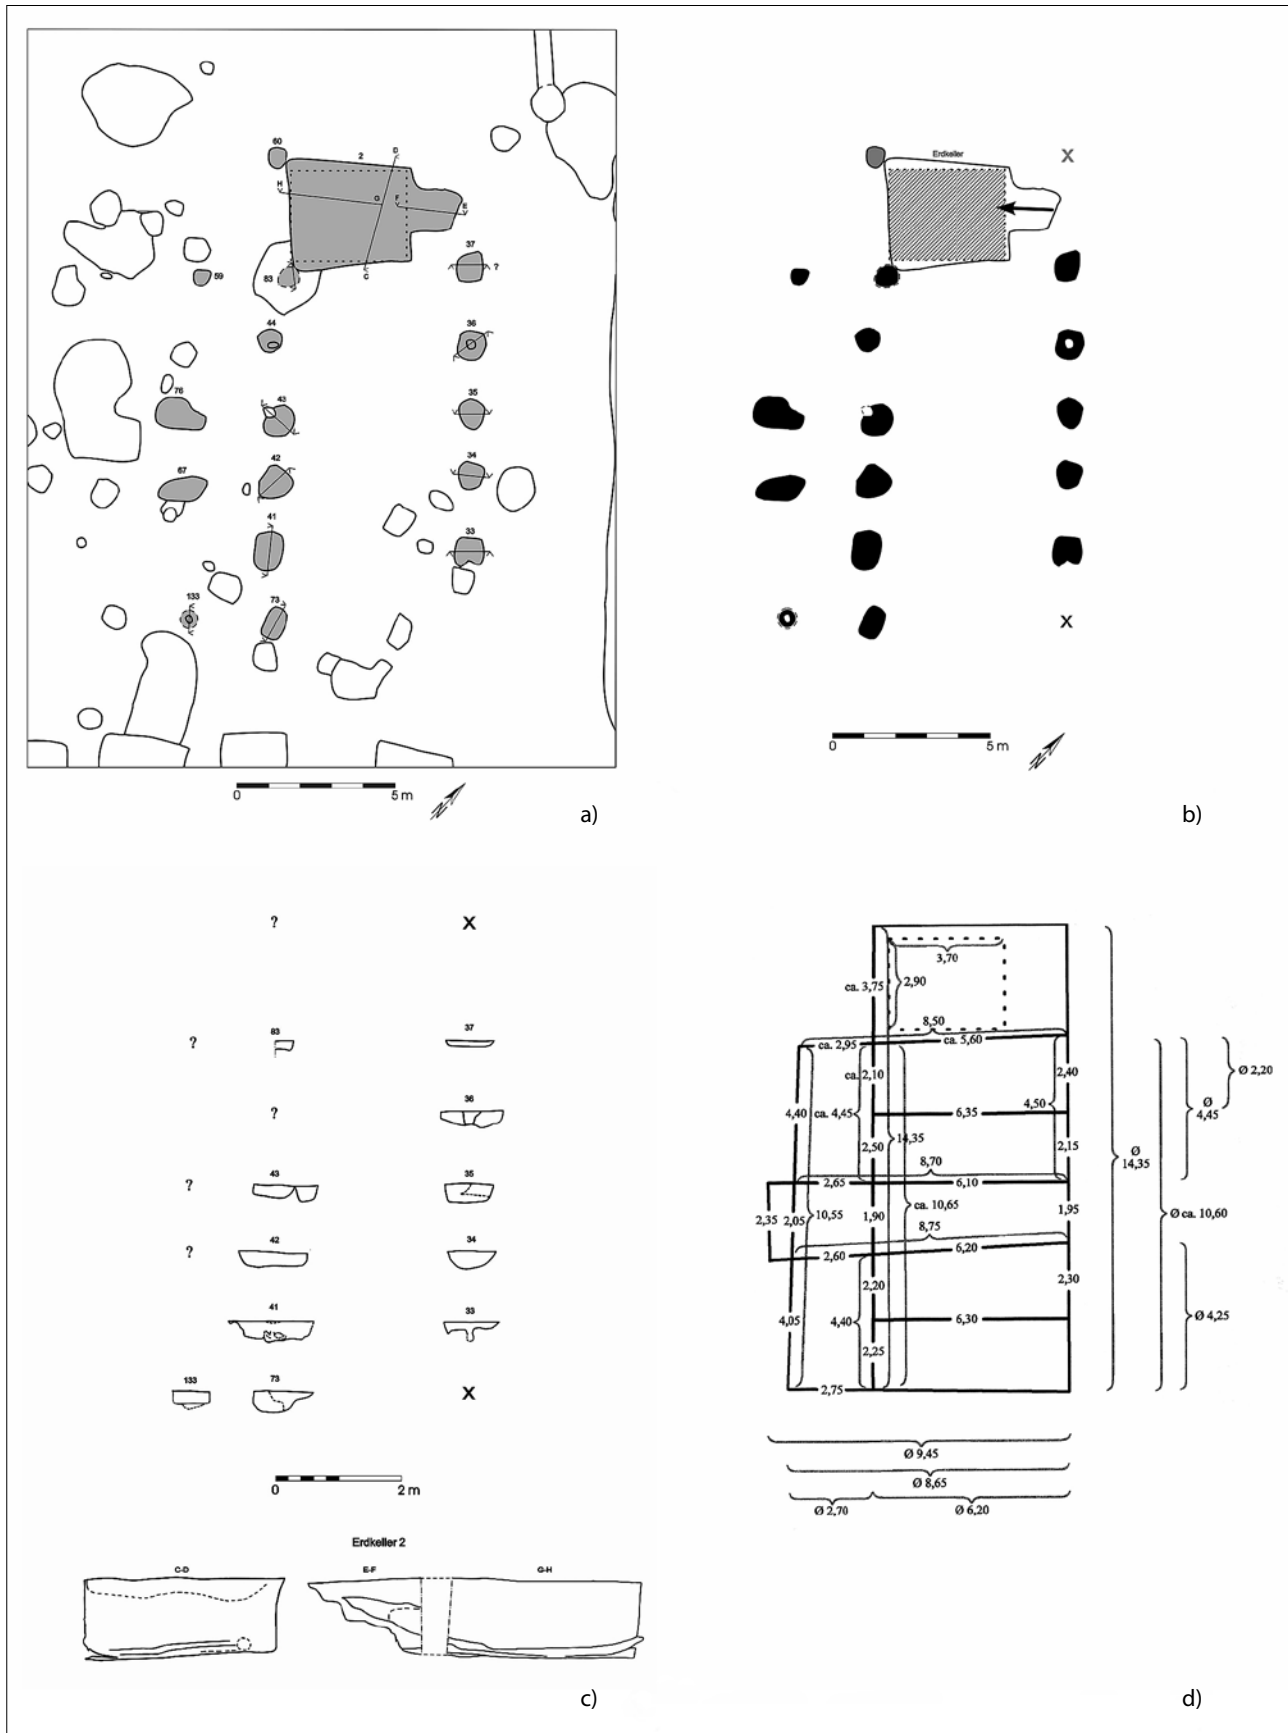 60
2
D
H
G
F
E
37
?
59
83
C
44
36
76
43
35
67
42
34
41
33
133
73
0 5 m
N
a)
Erdkeller
X
X
0 5 m
N
b)
? X
? 83 37
? 36
? 43 35
? 42 34
41 33
133 73 X
0 2 m
Erdkeller 2
C-D E-F G-H
c)
3,70
ca. 3,75 2,90
8,50
ca. 2,95 ca. 5,60
ca. 2,10 2,40 Ø 2,20
4,40 ca. 4,45 6,35 4,50 Ø
4,45
2,50 14,35 2,15 Ø
14,35
8,70
2,65 6,10
2,35 2,05 10,55 1,90 ca. 10,65 1,95 Ø ca. 10,60
8,75
2,60 6,20
2,20 2,30
4,05 4,40 6,30 Ø 4,25
2,25
2,75
Ø 9,45
Ø 8,65
Ø 2,70 Ø 6,20
d)